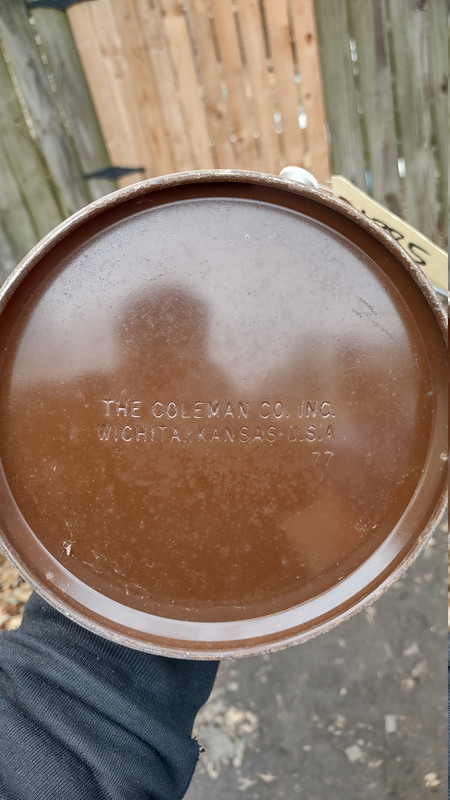 THE COLEMAN CO. INC.
WICHITA, KANSAS U.S.A.
77